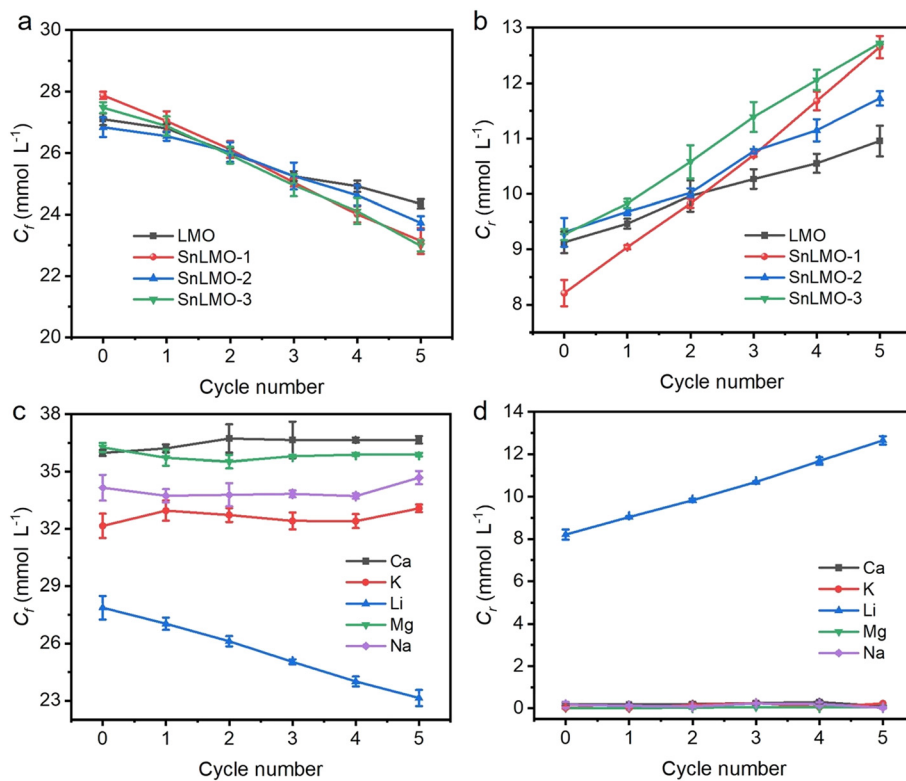 a
30
28
26
24
22
20
C_f (mmol L⁻¹)
LMO
SnLMO-1
SnLMO-2
SnLMO-3
0 1 2 3 4 5
Cycle number
b
13
12
11
10
9
8
C_r (mmol L⁻¹)
LMO
SnLMO-1
SnLMO-2
SnLMO-3
0 1 2 3 4 5
Cycle number
c
38
35
32
29
26
23
C_f (mmol L⁻¹)
Ca
K
Li
Mg
Na
0 1 2 3 4 5
Cycle number
d
14
12
10
8
6
4
2
0
C_r (mmol L⁻¹)
Ca
K
Li
Mg
Na
0 1 2 3 4 5
Cycle number